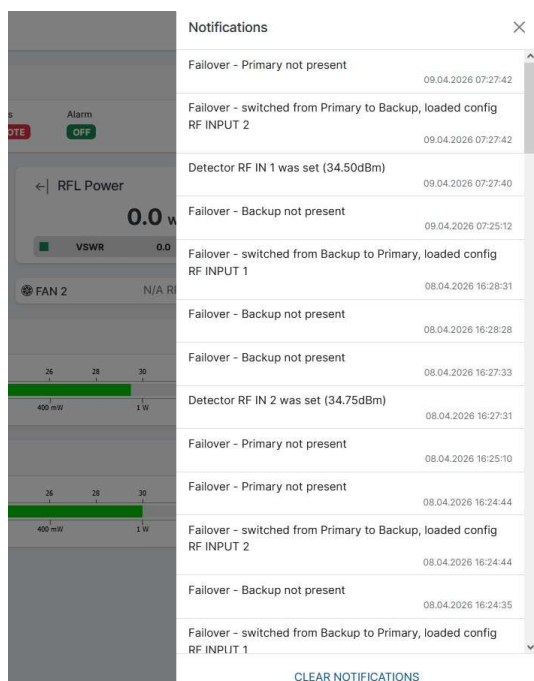 Notifications
Failover - Primary not present
09.04.2026 07:27:42
Failover - switched from Primary to Backup, loaded config
RF INPUT 2
09.04.2026 07:27:42
Detector RF IN 1 was set (34.50dBm)
09.04.2026 07:27:40
Failover - Backup not present
09.04.2026 07:25:12
Failover - switched from Backup to Primary, loaded config
RF INPUT 1
08.04.2026 16:28:31
Failover - Backup not present
08.04.2026 16:28:28
Failover - Backup not present
08.04.2026 16:27:33
Detector RF IN 2 was set (34.75dBm)
08.04.2026 16:27:31
Failover - Primary not present
08.04.2026 16:25:10
Failover - Primary not present
08.04.2026 16:24:44
Failover - switched from Primary to Backup, loaded config
RF INPUT 2
08.04.2026 16:24:44
Failover - Backup not present
08.04.2026 16:24:35
Failover - switched from Backup to Primary, loaded config
RF INPUT 1
CLEAR NOTIFICATIONS
Alarm
OFF
RFL Power
0.0
VSWR 0.0
FAN 2 N/A
26 28 30
400 mW 1 W
26 28 30
400 mW 1 W